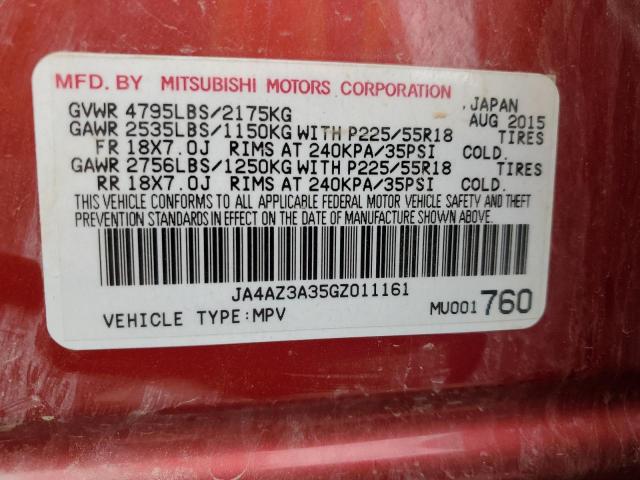 MFD. BY MITSUBISHI MOTORS CORPORATION
GVWR 4795LBS/2175KG , JAPAN
AUG 2015
GAWR 2535LBS/1150KG WITH P225/55R18 TIRES
FR 18X7.0J RIMS AT 240KPA/35PSI COLD.
GAWR 2756LBS/1250KG WITH P225/55R18 TIRES
RR 18X7.0J RIMS AT 240KPA/35PSI COLD.
THIS VEHICLE CONFORMS TO ALL APPLICABLE FEDERAL MOTOR VEHICLE SAFETY AND THEFT
PREVENTION STANDARDS IN EFFECT ON THE DATE OF MANUFACTURE SHOWN ABOVE.
JA4AZ3A35GZ011161
VEHICLE TYPE:MPV MU001 760